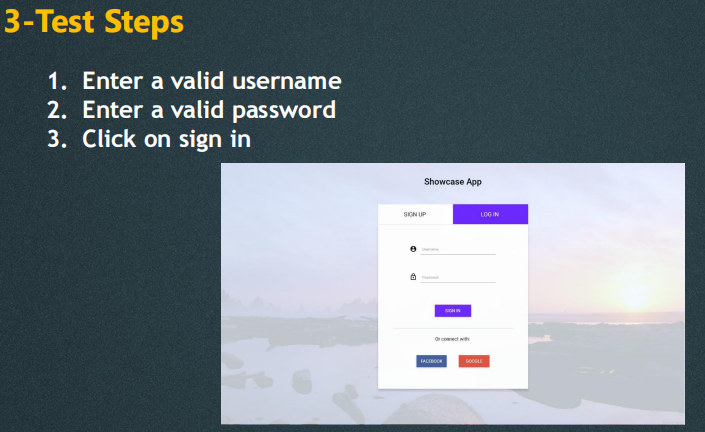 3-Test Steps
1. Enter a valid username
2. Enter a valid password
3. Click on sign in
Showcase App
SIGN UP LOG IN
Username
Password
SIGN IN
Or connect with:
FACEBOOK GOOGLE